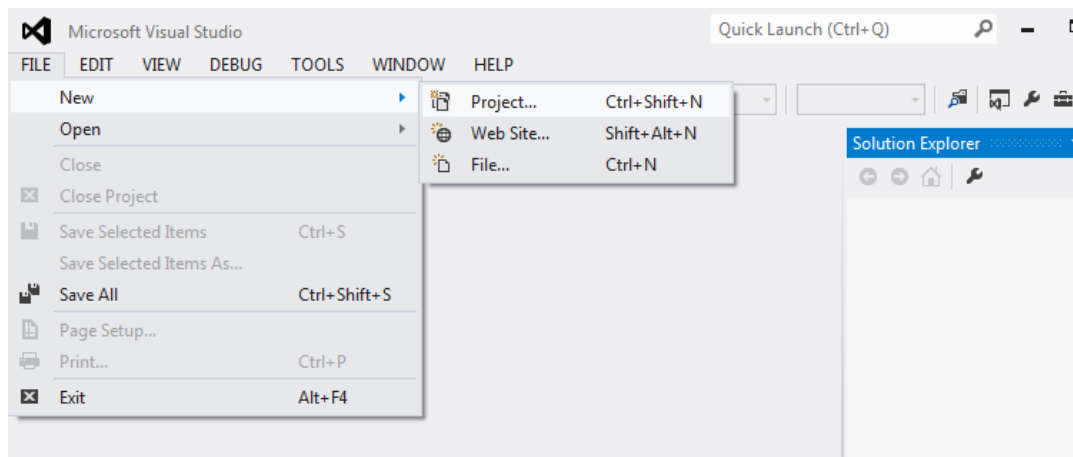 Microsoft Visual Studio
Quick Launch (Ctrl+Q)
FILE EDIT VIEW DEBUG TOOLS WINDOW HELP
New
Project... Ctrl+Shift+N
Open
Web Site... Shift+Alt+N
Solution Explorer
Close
File... Ctrl+N
Close Project
Save Selected Items Ctrl+S
Save Selected Items As...
Save All Ctrl+Shift+S
Page Setup...
Print... Ctrl+P
Exit Alt+F4